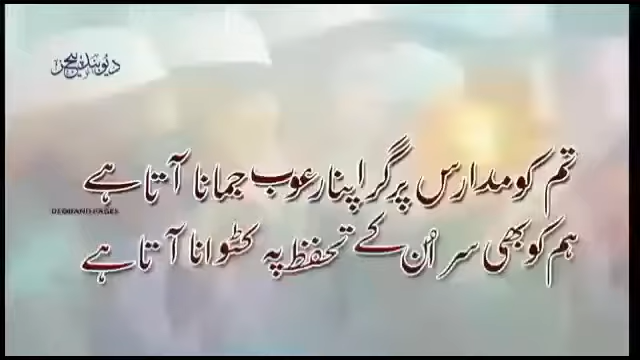 دیوبند پیجز
تم کو مدارس پر گر اپنا رعوب جمانا آتا ہے
DEOBAND PAGES
ہم کو بھی سر اُن کے تحفظ پہ کٹوانا آتا ہے